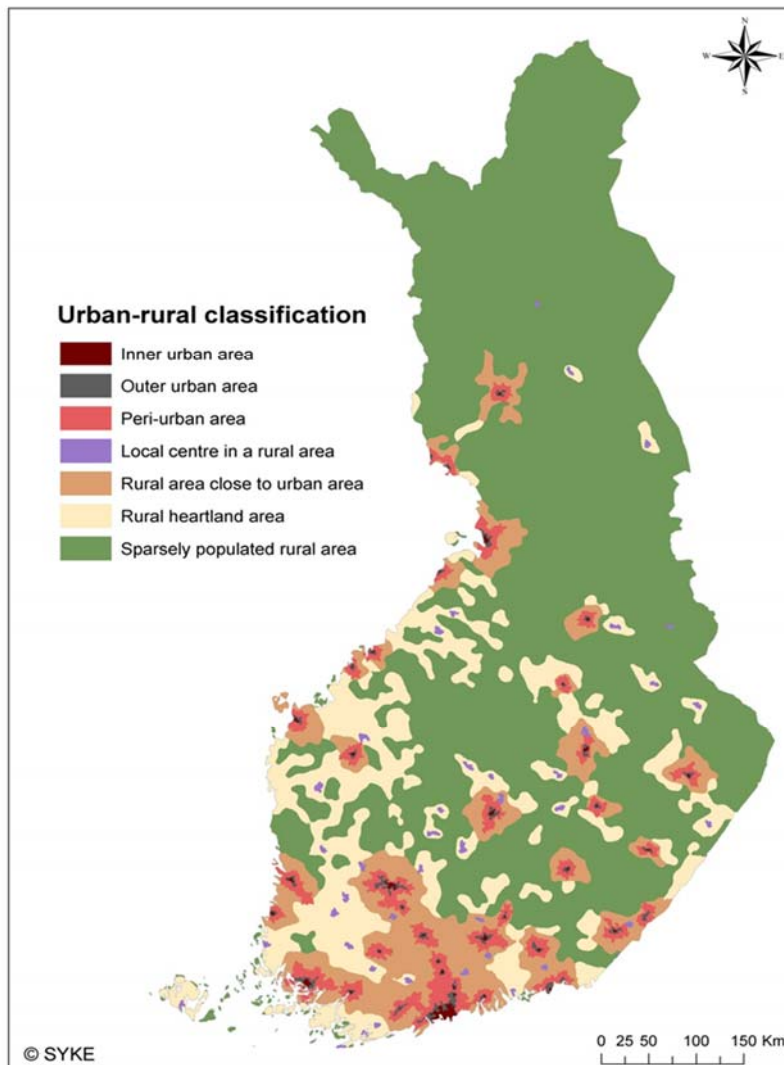 N
W E
S
Urban-rural classification
Inner urban area
Outer urban area
Peri-urban area
Local centre in a rural area
Rural area close to urban area
Rural heartland area
Sparsely populated rural area
© SYKE
0 25 50 100 150 Km